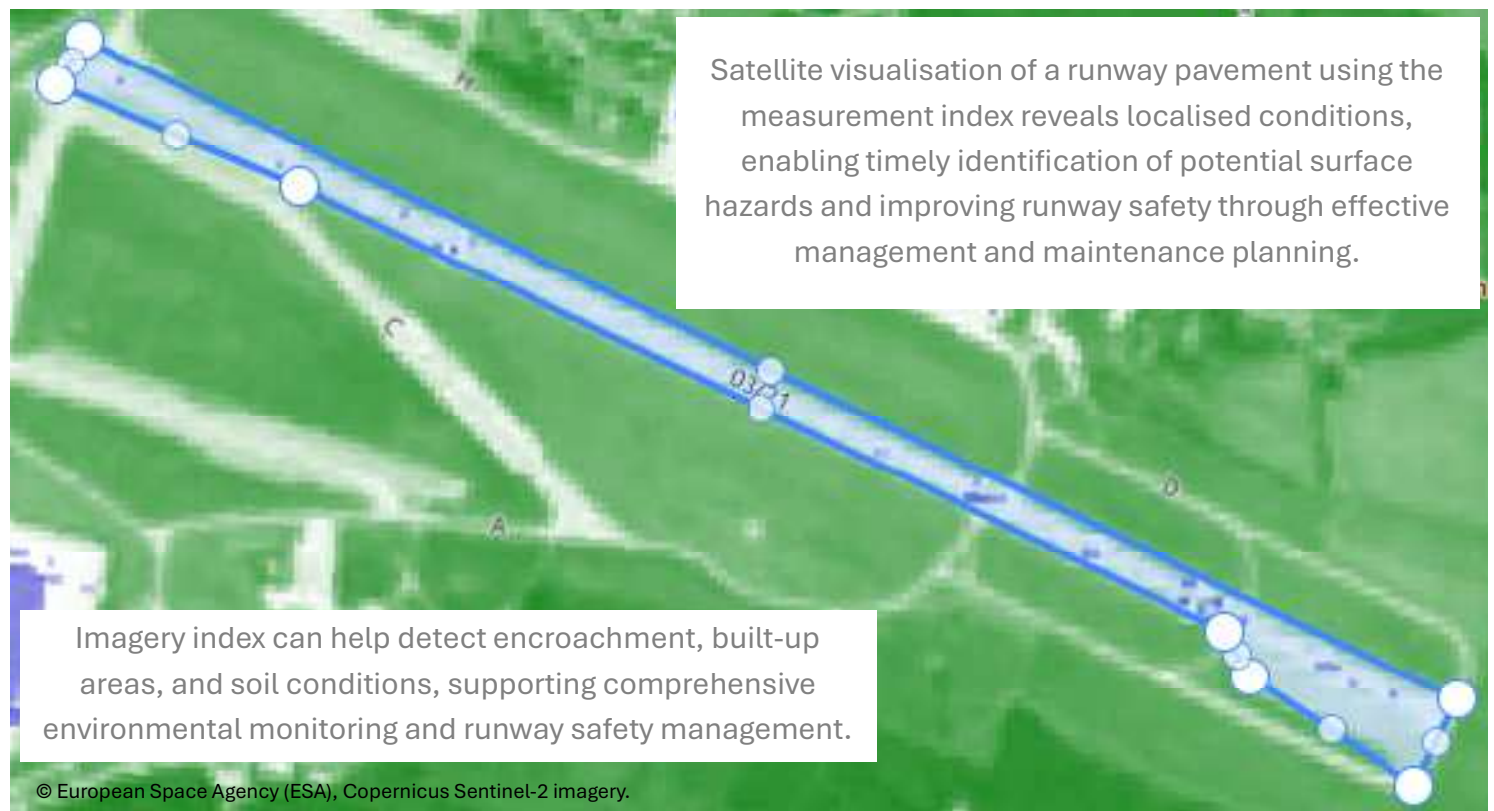 H
Satellite visualisation of a runway pavement using the
measurement index reveals localised conditions,
enabling timely identification of potential surface
hazards and improving runway safety through effective
management and maintenance planning.
C
03/21
D
A
Imagery index can help detect encroachment, built-up
areas, and soil conditions, supporting comprehensive
environmental monitoring and runway safety management.
© European Space Agency (ESA), Copernicus Sentinel-2 imagery.